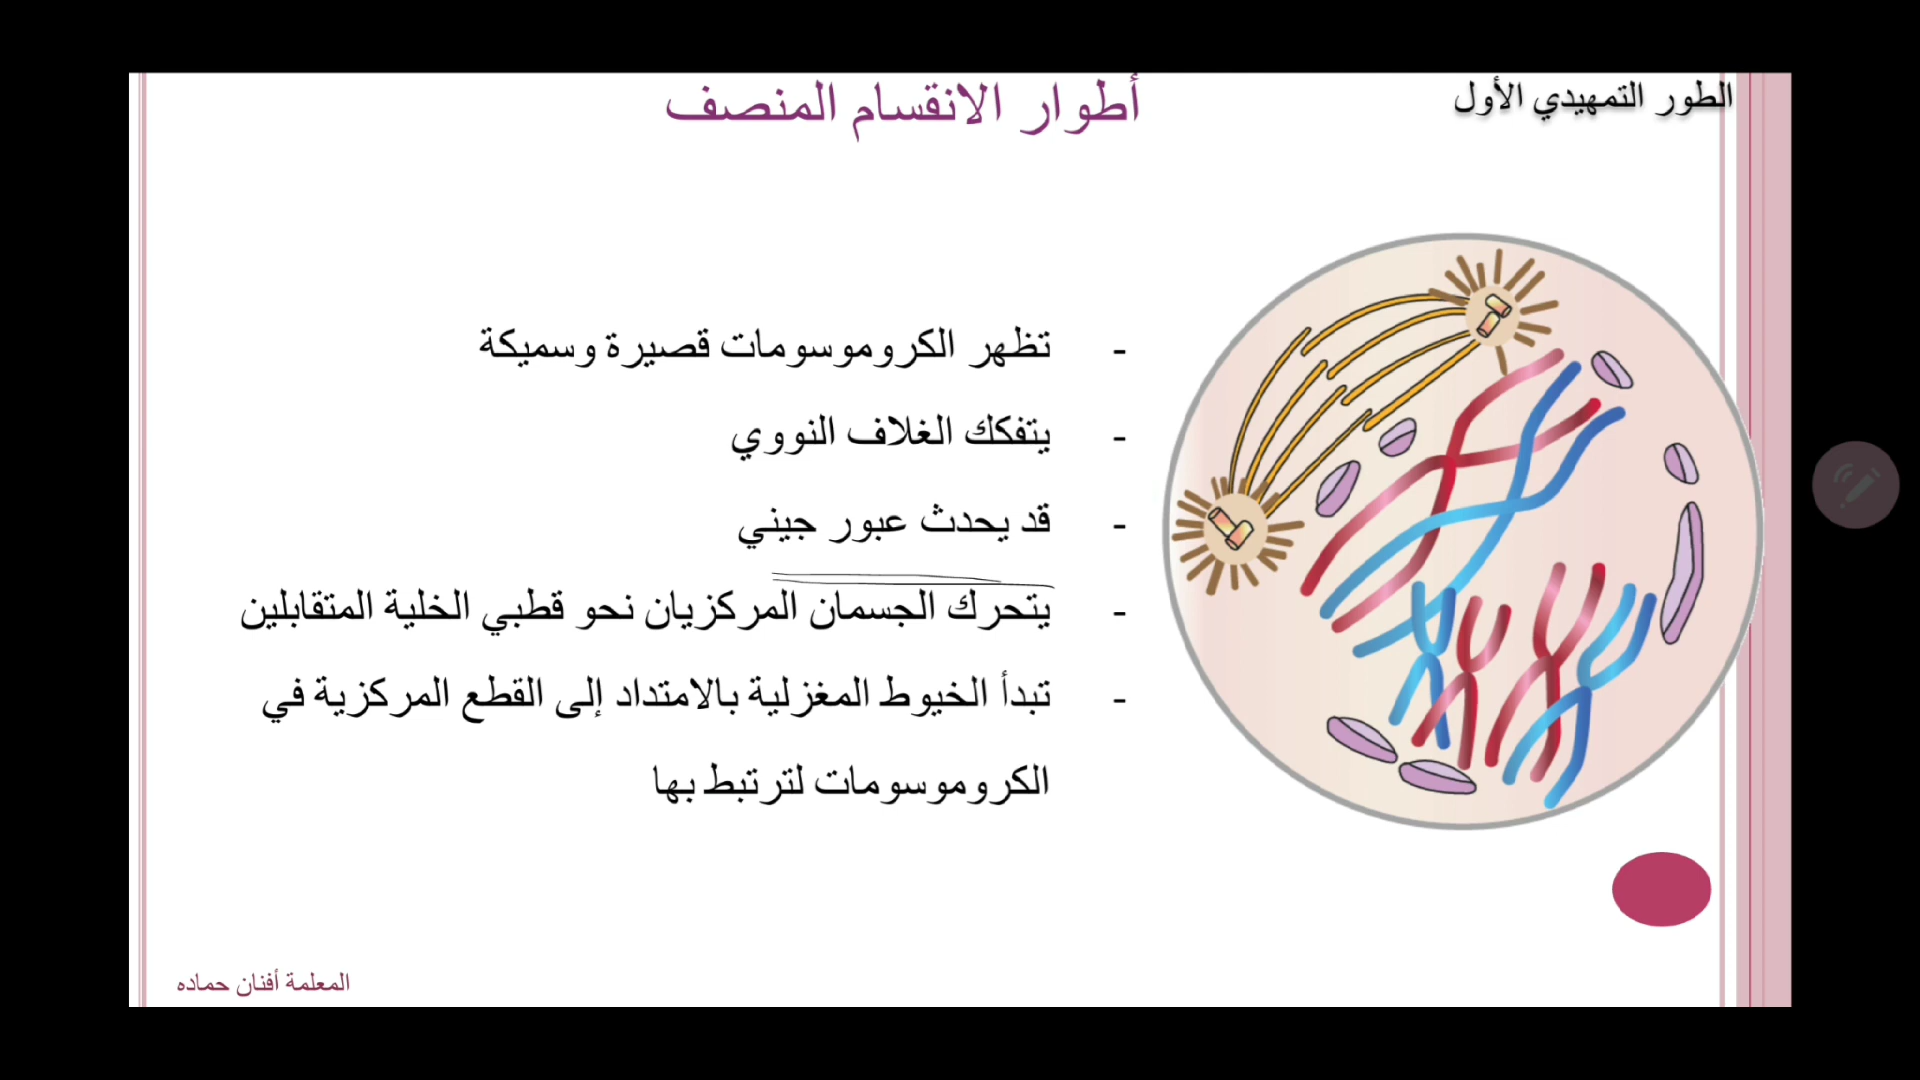 الطور التمهيدي الأول
أطوار الانقسام المنصف
- تظهر الكروموسومات قصيرة وسميكة
- يتفكك الغلاف النووي
- قد يحدث عبور جيني
- يتحرك الجسمان المركزيان نحو قطبي الخلية المتقابلين
- تبدأ الخيوط المغزلية بالامتداد إلى القطع المركزية في
الكروموسومات لترتبط بها
المعلمة أفنان حماده